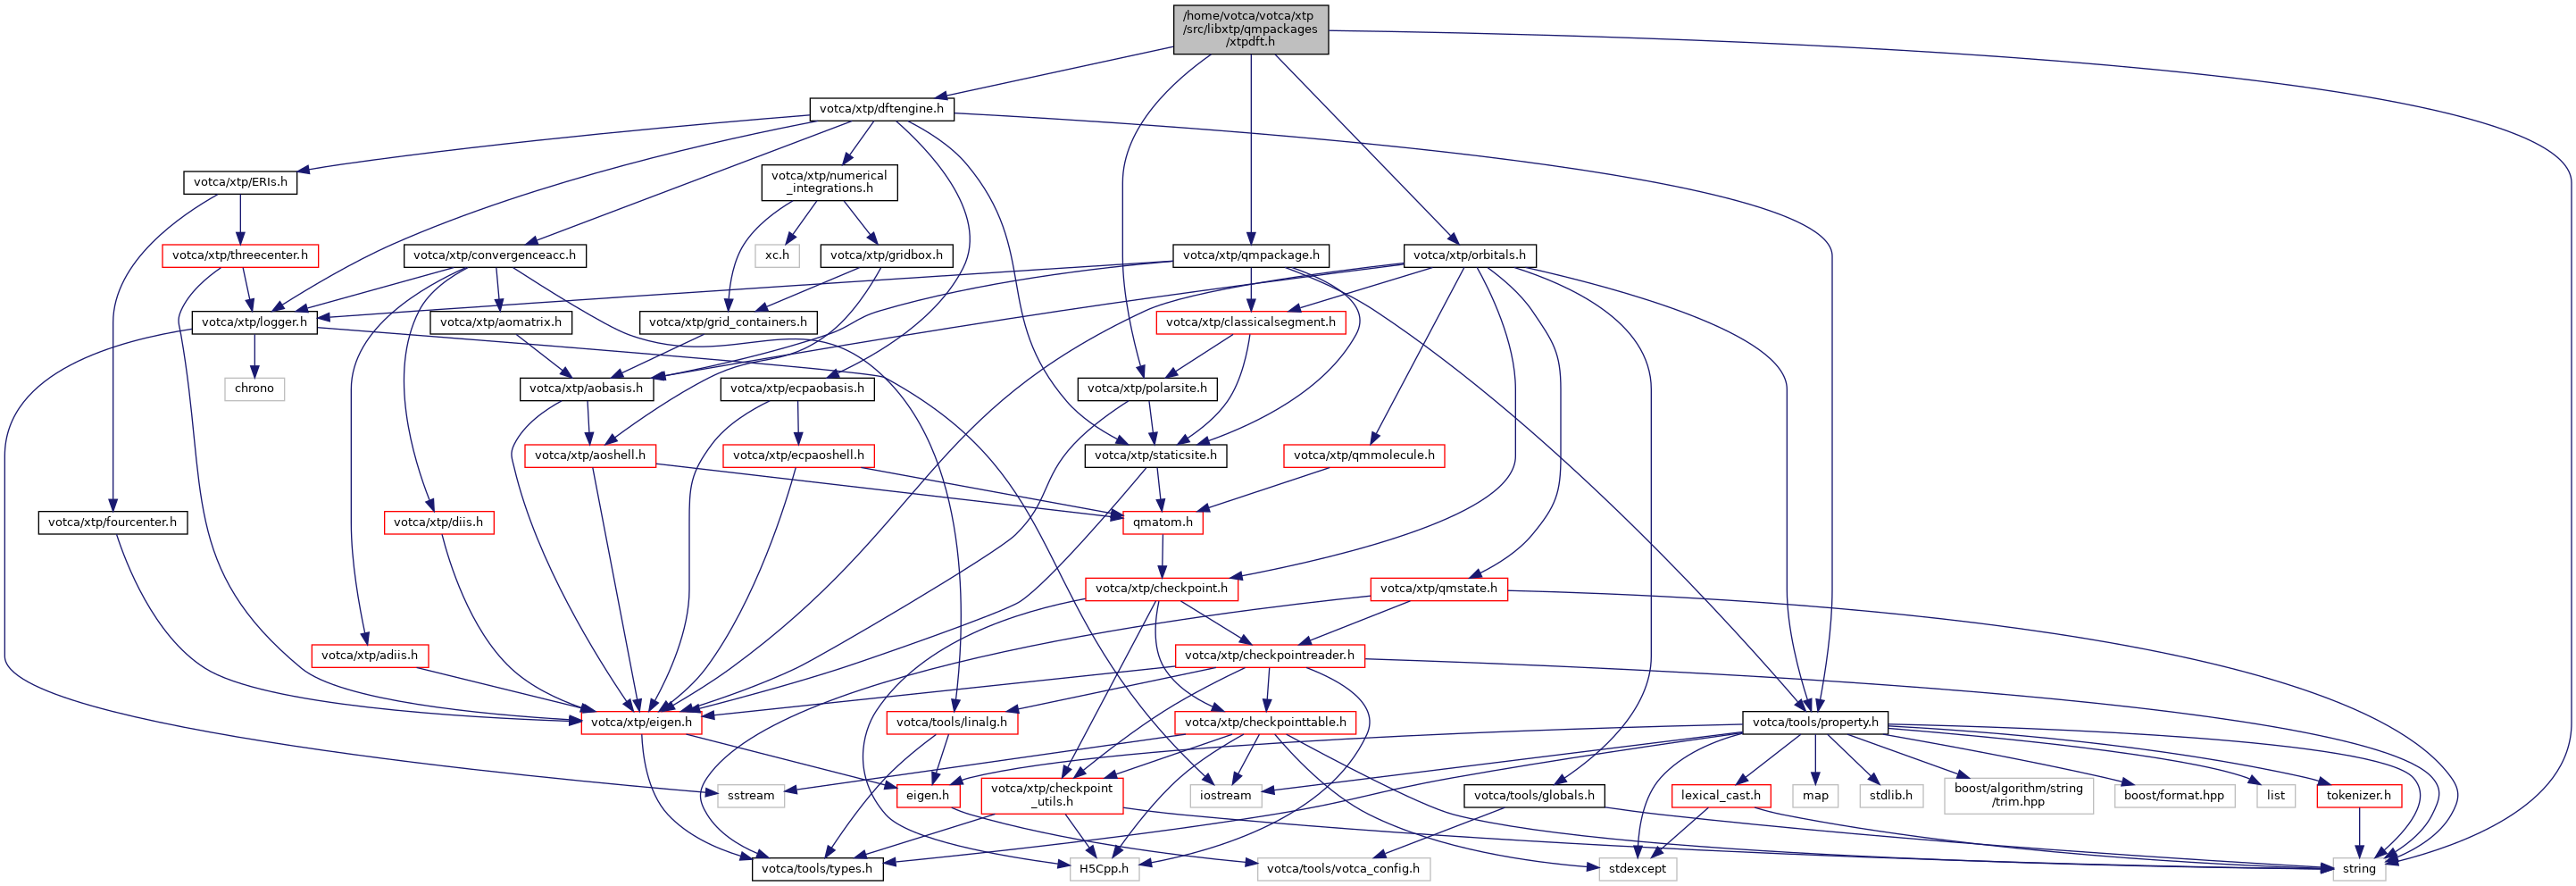 /home/votca/votca/xtp
/src/libxtp/qmpackages
/xtpdft.h
votca/xtp/dftengine.h
votca/xtp/ERIs.h
votca/xtp/numerical
_integrations.h
votca/xtp/threecenter.h
votca/xtp/convergenceacc.h
xc.h
votca/xtp/gridbox.h
votca/xtp/qmpackage.h
votca/xtp/orbitals.h
votca/xtp/logger.h
votca/xtp/aomatrix.h
votca/xtp/grid_containers.h
votca/xtp/classicalsegment.h
chrono
votca/xtp/aobasis.h
votca/xtp/ecpaobasis.h
votca/xtp/polarsite.h
votca/xtp/aoshell.h
votca/xtp/ecpaoshell.h
votca/xtp/staticsite.h
votca/xtp/qmmolecule.h
votca/xtp/fourcenter.h
votca/xtp/diis.h
qmatom.h
votca/xtp/checkpoint.h
votca/xtp/qmstate.h
votca/xtp/adiis.h
votca/xtp/checkpointreader.h
votca/xtp/eigen.h
votca/tools/linalg.h
votca/xtp/checkpointtable.h
votca/tools/property.h
sstream
eigen.h
votca/xtp/checkpoint
_utils.h
iostream
votca/tools/globals.h
lexical_cast.h
map
stdlib.h
boost/algorithm/string
/trim.hpp
boost/format.hpp
list
tokenizer.h
votca/tools/types.h
H5Cpp.h
votca/tools/votca_config.h
stdexcept
string